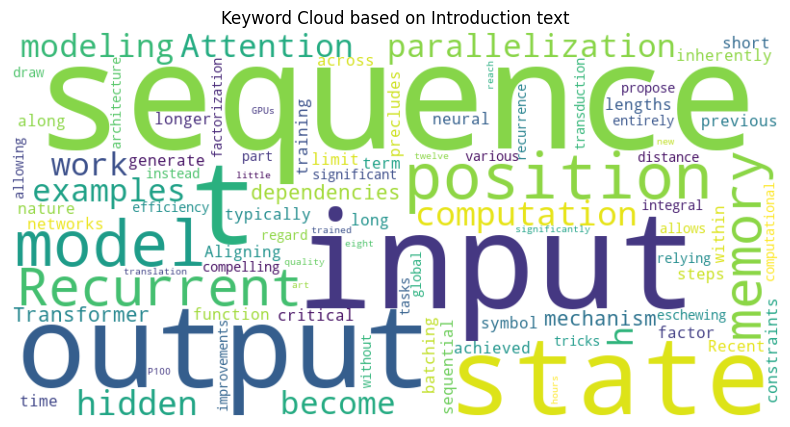 Keyword Cloud based on Introduction text
modeling Attention across parallelization inherently short
draw architecture sequence reach propose transduction
along longer factorization GPUs training precludes neural recurrence lengths entirely previous
allowing work generate part limit term various distance new
instead little significant position memory
examples t dependencies computation integral
nature efficiency typically long within computational
networks model Aligning regard trained input significantly allows
translation compelling eight quality global relying
Recurrent art tasks steps
Transformer function critical symbol mechanism eschewing
output improvements without batching achieved tricks h factor Recent constraints
P100 sequential state hours
time hidden become